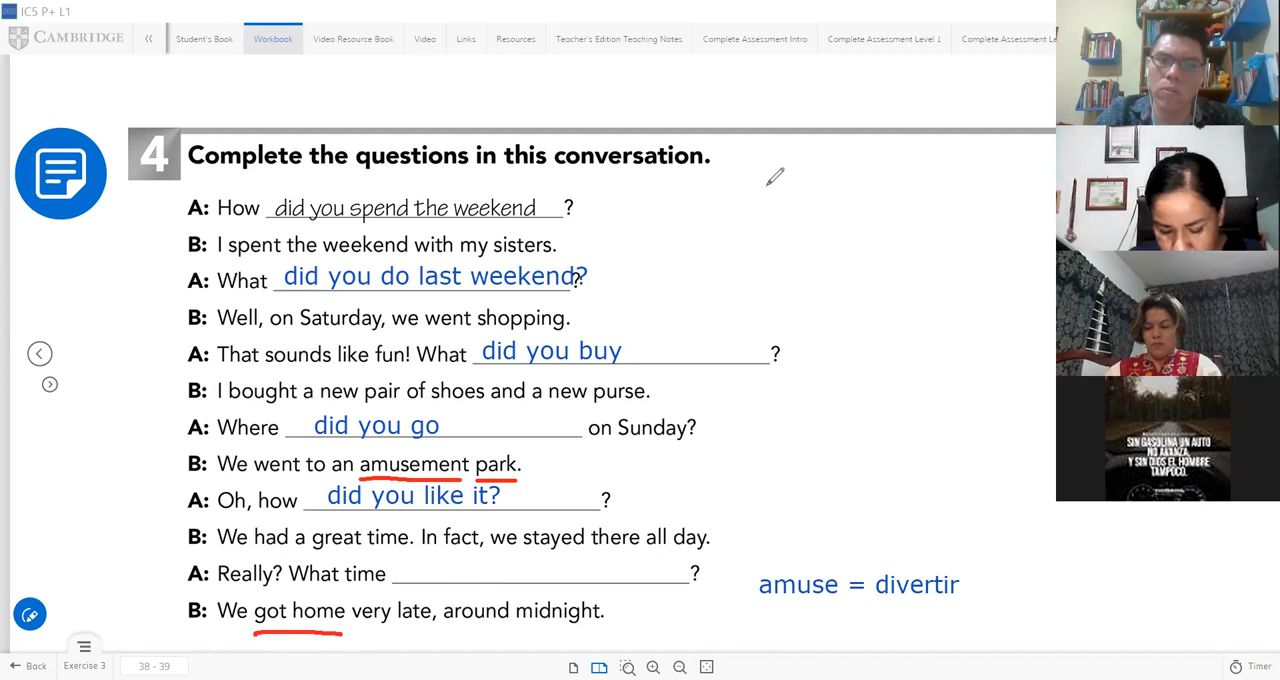 IC5 P+ L1
CAMBRIDGE
Student's Book Workbook Video Resource Book Video Links Resources Teacher's Edition Teaching Notes Complete Assessment Intro Complete Assessment Level 1 Complete Assessment Le
4 Complete the questions in this conversation.
A: How did you spend the weekend ?
B: I spent the weekend with my sisters.
A: What did you do last weekend? ?
B: Well, on Saturday, we went shopping.
A: That sounds like fun! What did you buy ?
B: I bought a new pair of shoes and a new purse.
A: Where did you go on Sunday?
B: We went to an amusement park.
A: Oh, how did you like it? ?
B: We had a great time. In fact, we stayed there all day.
A: Really? What time ?
amuse = divertir
B: We got home very late, around midnight.
SIN GASOLINA UN AUTO
NO AVANZA,
Y SIN DIOS EL HOMBRE
TAMPOCO.
Back Exercise 3 38 - 39 Timer